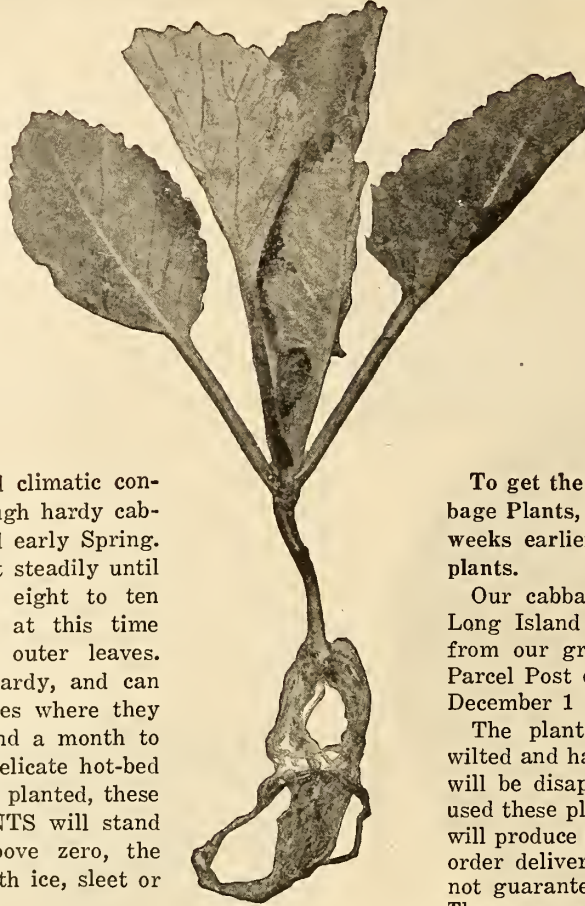 l climatic con-
gh hardy cab-
l early Spring.
t steadily until
eight to ten
at this time
outer leaves.
ardy, and can
es where they
nd a month to
elicate hot-bed
planted, these
NTS will stand
ove zero, the
th ice, sleet or
To get the
bage Plants,
weeks earlier
plants.
Our cabba
Long Island
from our gr
Parcel Post
December 1
The plant
wilted and ha
will be disap
used these pl
will produce
order deliver
not guarante